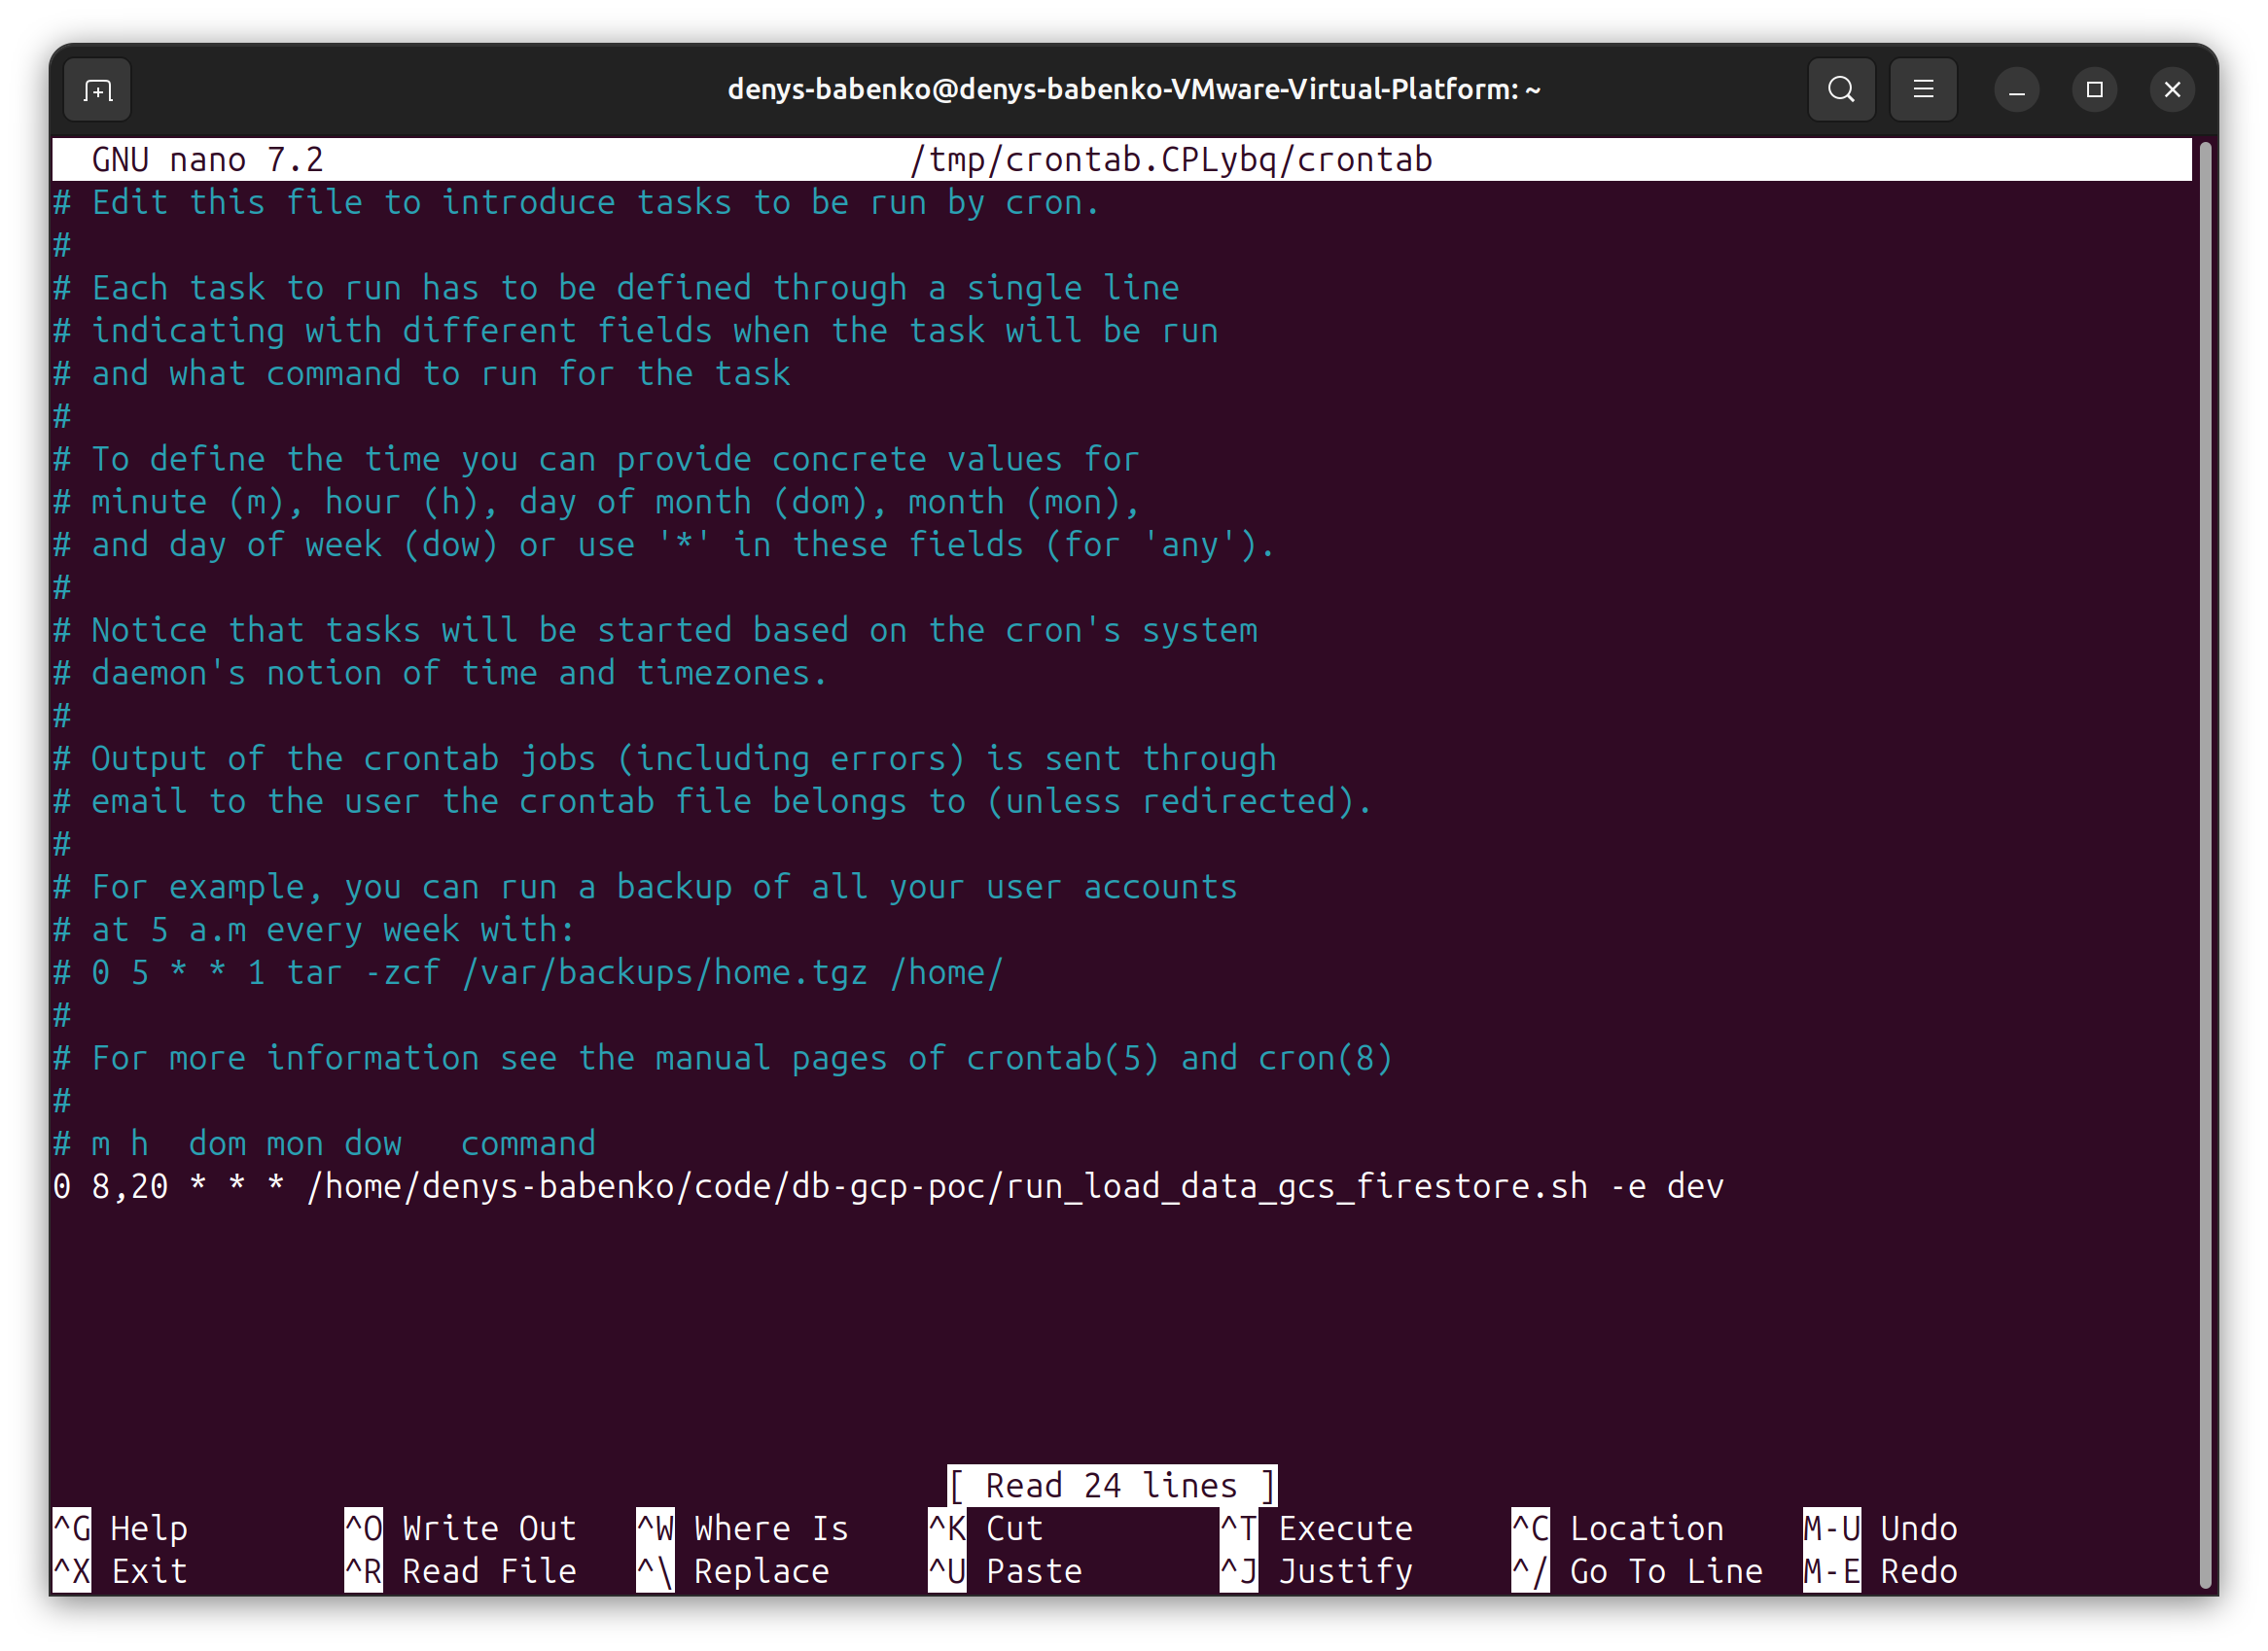 denys-babenko@denys-babenko-VMware-Virtual-Platform: ~
GNU nano 7.2 /tmp/crontab.CPLybq/crontab
# Edit this file to introduce tasks to be run by cron.
#
# Each task to run has to be defined through a single line
# indicating with different fields when the task will be run
# and what command to run for the task
#
# To define the time you can provide concrete values for
# minute (m), hour (h), day of month (dom), month (mon),
# and day of week (dow) or use '*' in these fields (for 'any').
#
# Notice that tasks will be started based on the cron's system
# daemon's notion of time and timezones.
#
# Output of the crontab jobs (including errors) is sent through
# email to the user the crontab file belongs to (unless redirected).
#
# For example, you can run a backup of all your user accounts
# at 5 a.m every week with:
# 0 5 * * 1 tar -zcf /var/backups/home.tgz /home/
#
# For more information see the manual pages of crontab(5) and cron(8)
#
# m h  dom mon dow   command
0 8,20 * * * /home/denys-babenko/code/db-gcp-poc/run_load_data_gcs_firestore.sh -e dev
[ Read 24 lines ]
^G Help ^O Write Out ^W Where Is ^K Cut ^T Execute ^C Location M-U Undo
^X Exit ^R Read File ^\ Replace ^U Paste ^J Justify ^/ Go To Line M-E Redo